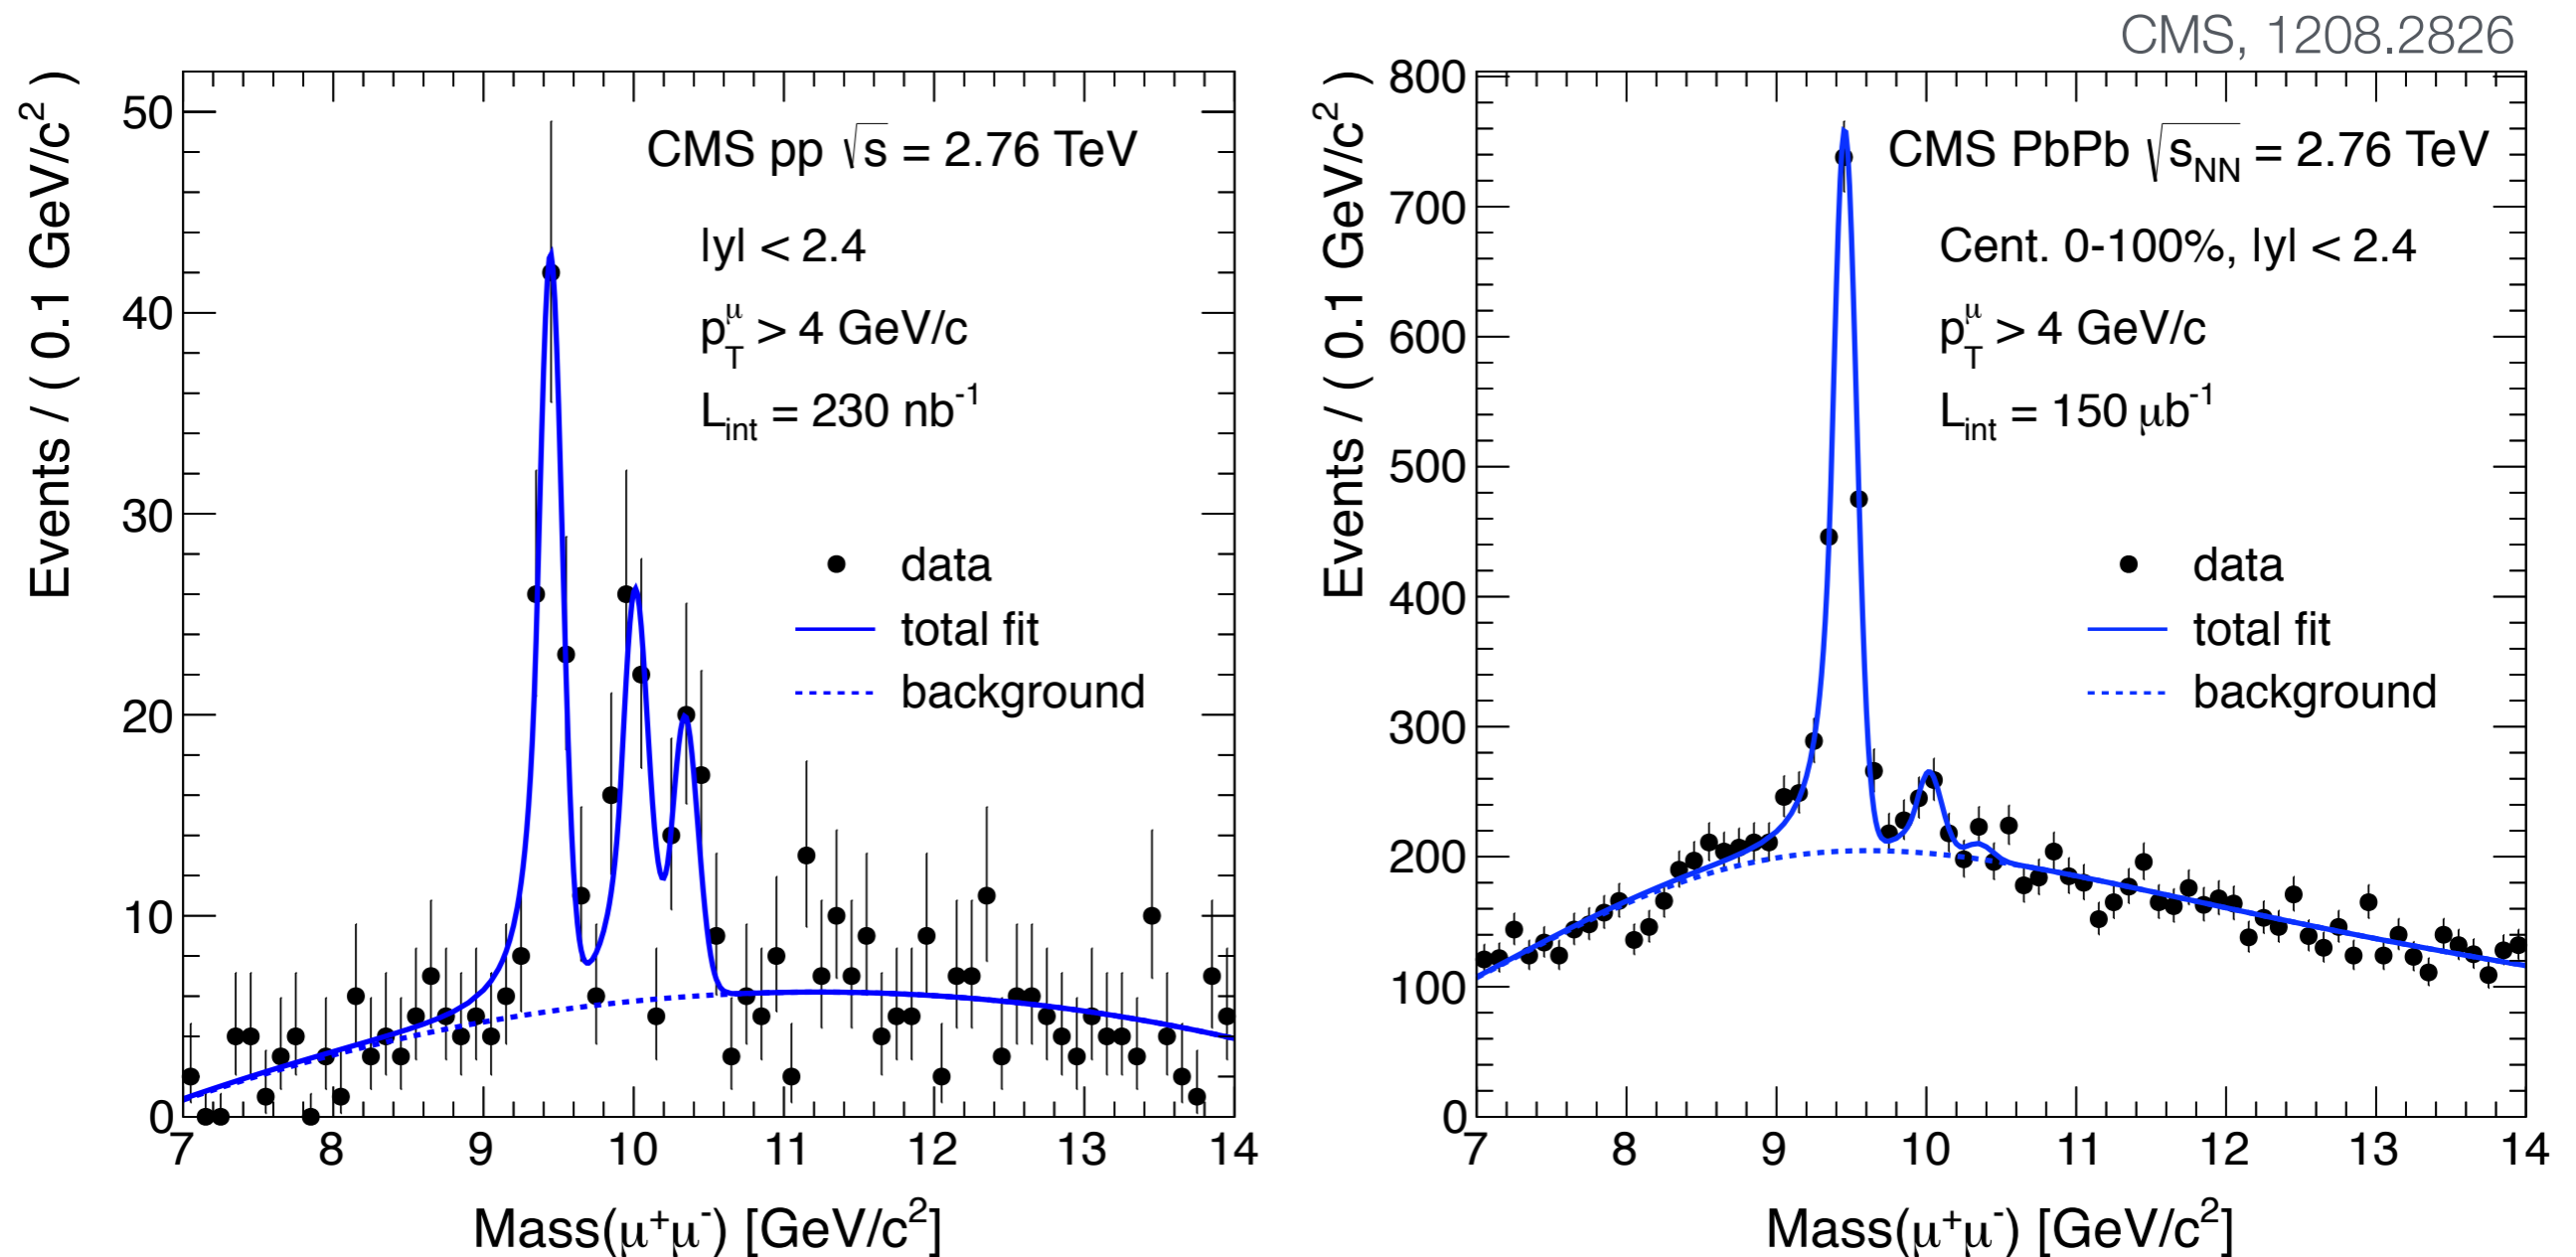 CMS, 1208.2826
Events / ( 0.1 GeV/c² )
50
40
30
20
10
0
CMS pp √s = 2.76 TeV
|y| < 2.4
p_T^μ > 4 GeV/c
L_int = 230 nb⁻¹
data
total fit
background
7 8 9 10 11 12 13 14
Mass(μ⁺μ⁻) [GeV/c²]
Events / ( 0.1 GeV/c² )
800
700
600
500
400
300
200
100
0
CMS PbPb √s_NN = 2.76 TeV
Cent. 0-100%, |y| < 2.4
p_T^μ > 4 GeV/c
L_int = 150 μb⁻¹
data
total fit
background
7 8 9 10 11 12 13 14
Mass(μ⁺μ⁻) [GeV/c²]